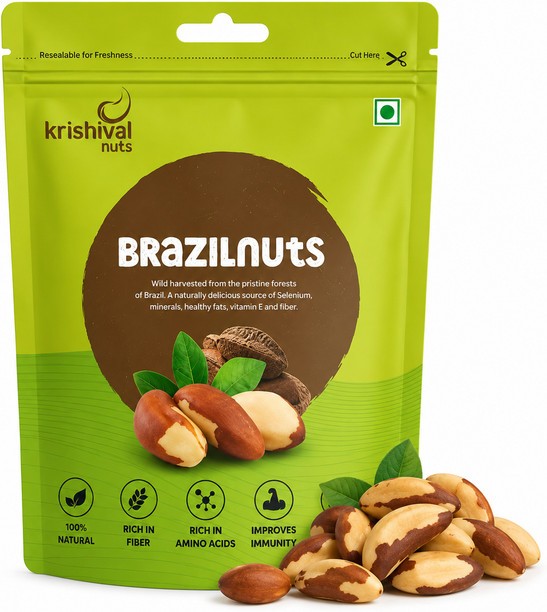 Resealable for Freshness
Cut Here
krishival
nuts
BRAZILNUTS
Wild harvested from the pristine forests
of Brazil. A naturally delicious source of Selenium,
minerals, healthy fats, vitamin E and fiber.
100%
NATURAL
RICH IN
FIBER
RICH IN
AMINO ACIDS
IMPROVES
IMMUNITY